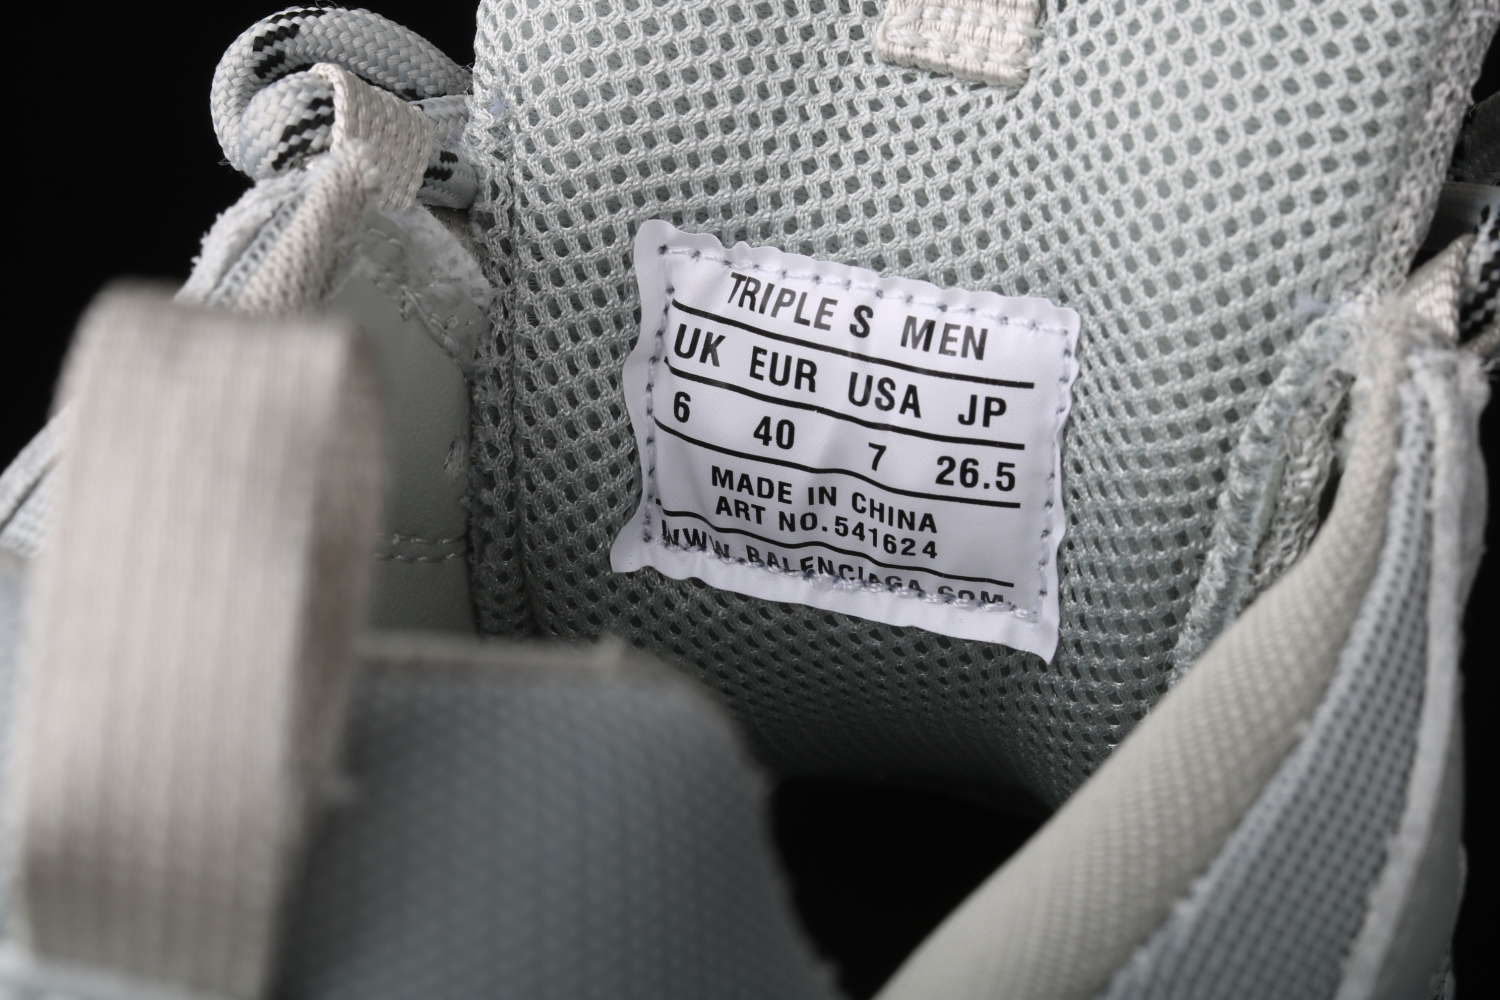 TRIPLE S MEN
UK EUR USA JP
6 40 7 26.5
MADE IN CHINA
ART NO. 541624
WWW.BALENCIAGA.COM